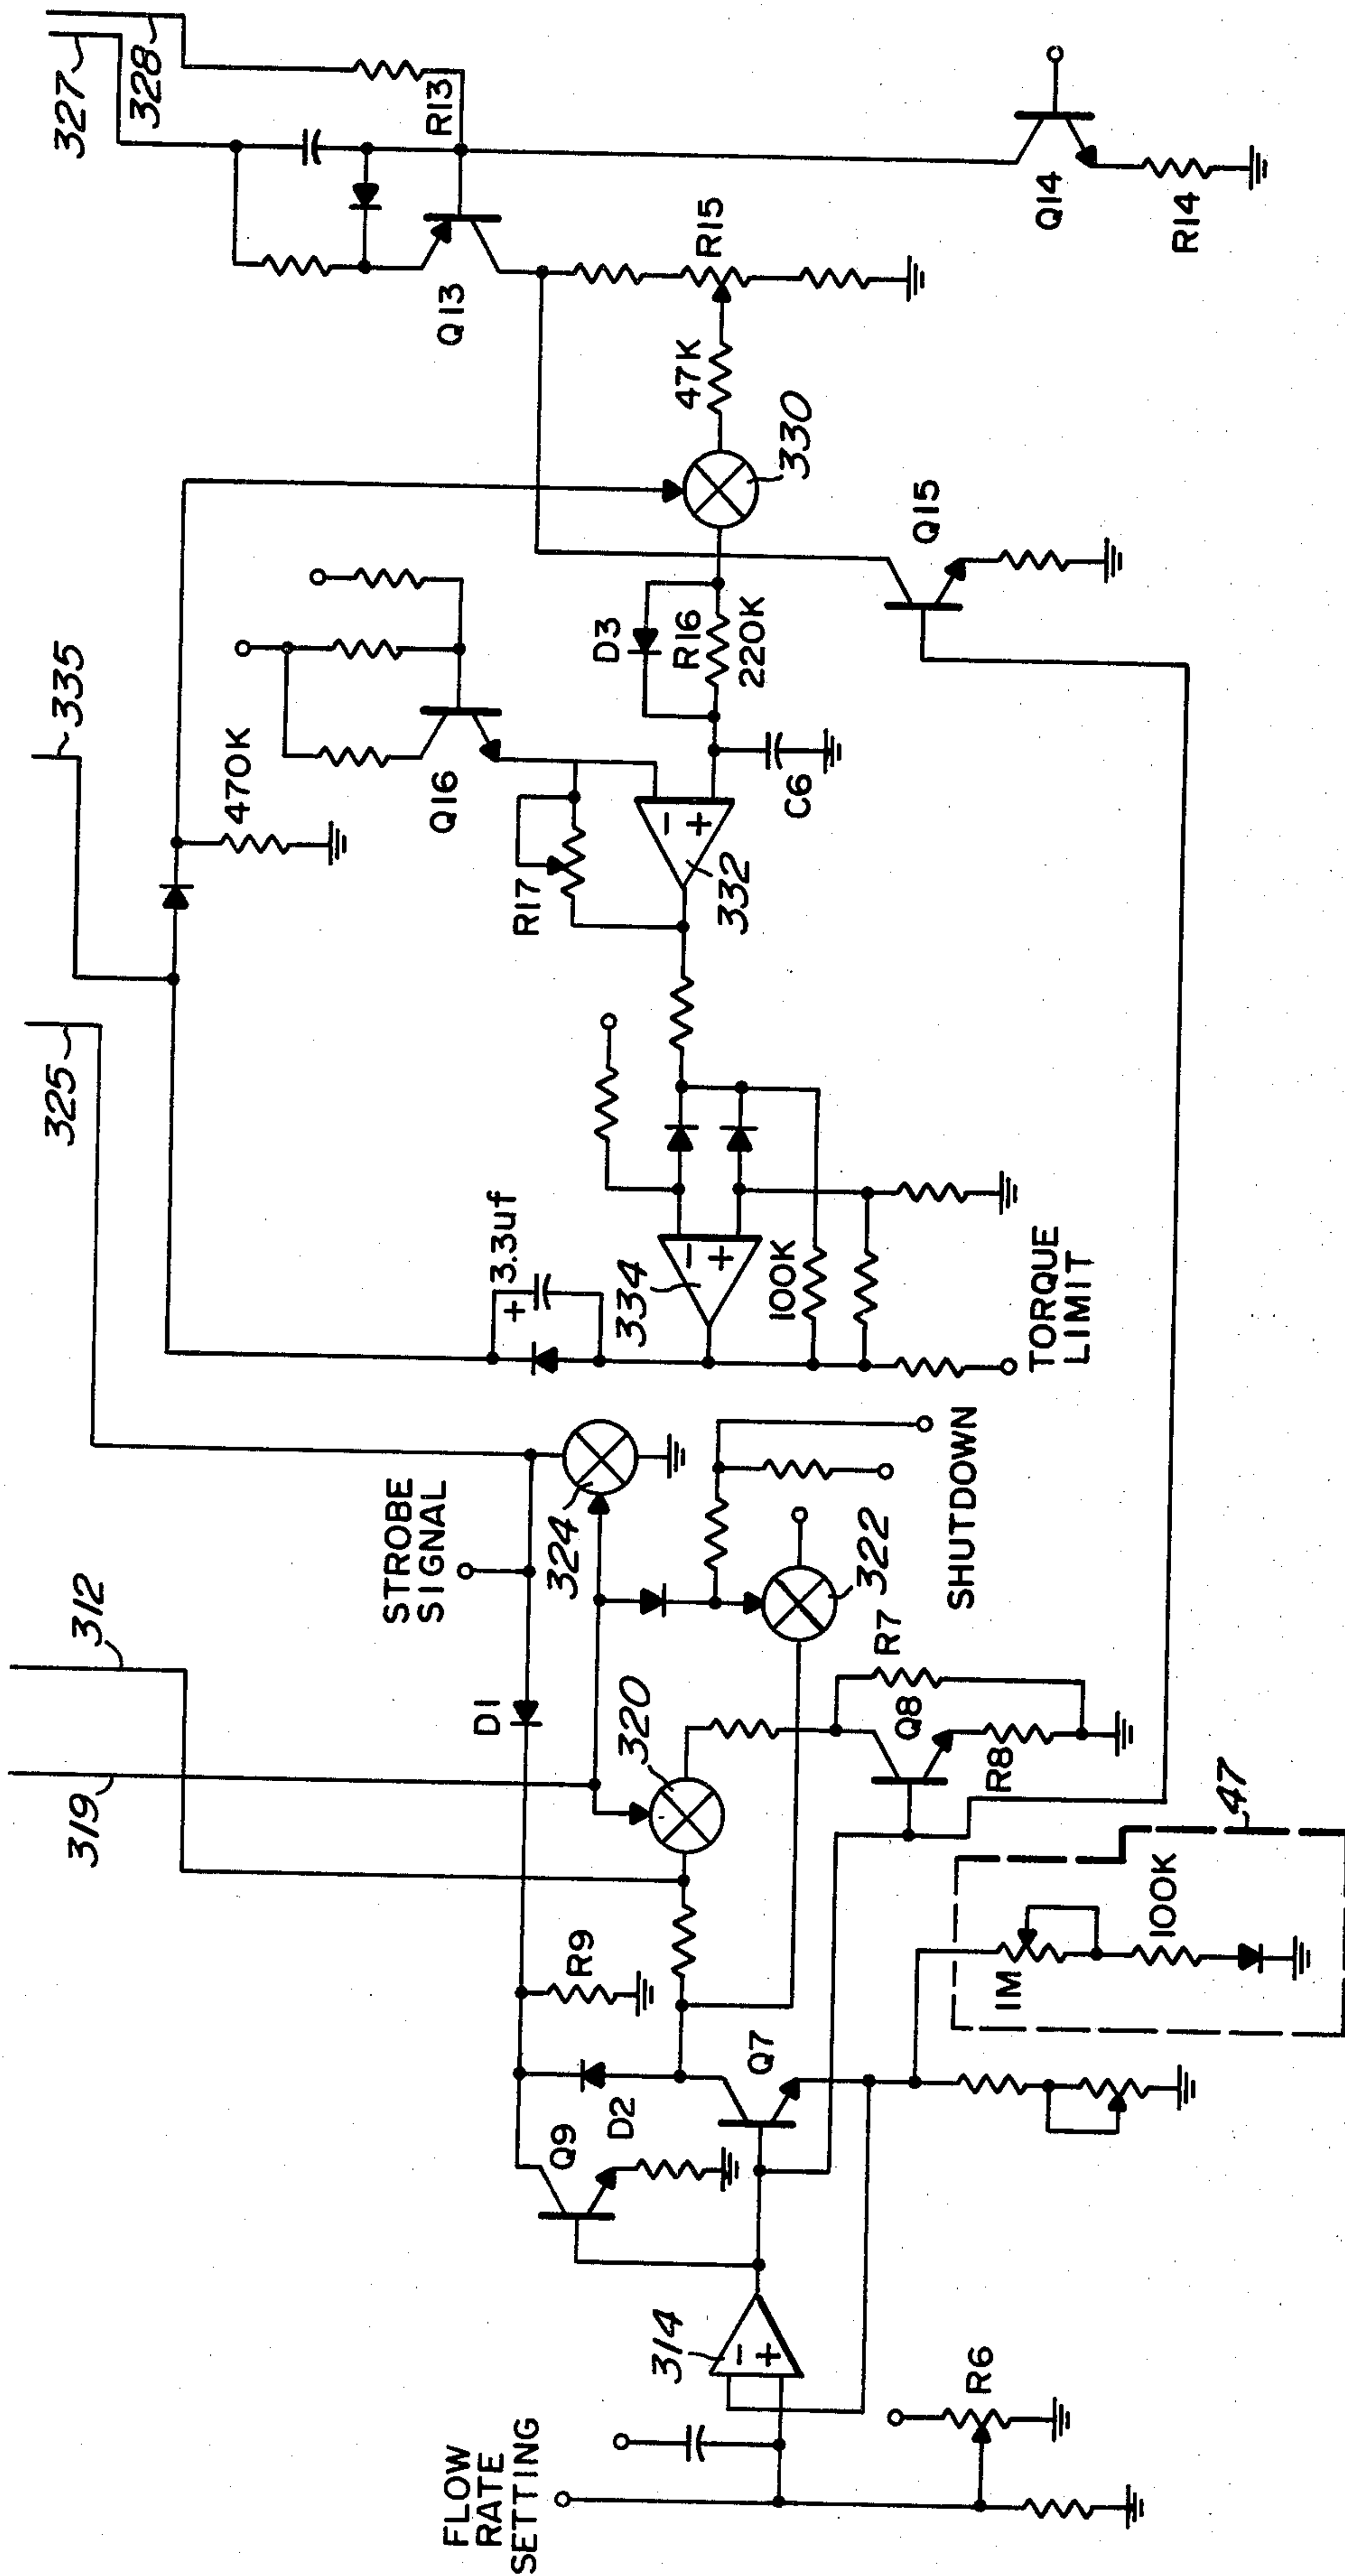 327
328
R13
335
470K
Q13
R15
47K
330
Q14
R14
325
Q16
D3
R16
220K
Q15
C6
R17
332
−
+
+
3.3uf
334
−
+
100K
TORQUE
LIMIT
312
319
STROBE
SIGNAL
324
322
SHUTDOWN
D1
320
R7
Q8
R8
47
R9
1M
100K
Q9
D2
Q7
314
−
+
R6
FLOW
RATE
SETTING